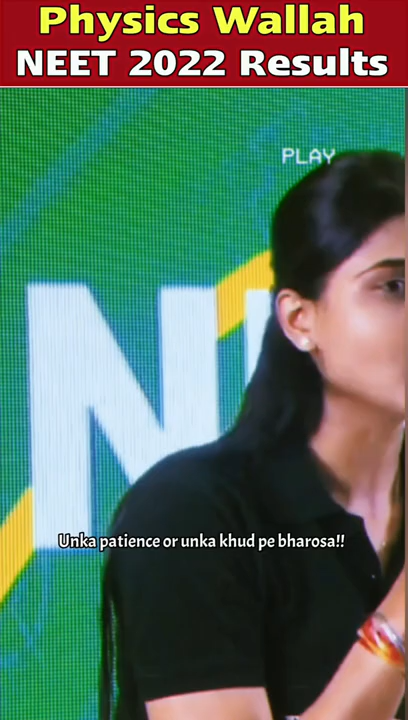 Physics Wallah
NEET 2022 Results
PLAY
N
Unka patience or unka khud pe bharosa!!